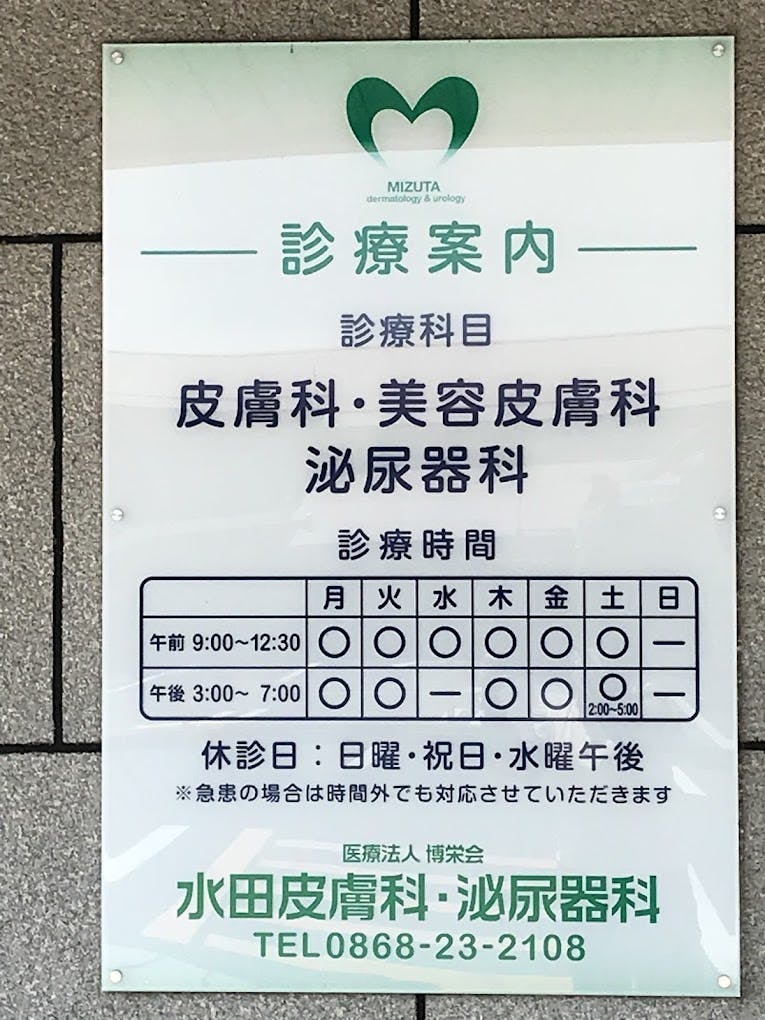 MIZUTA
dermatology & urology
診療案内
診療科目
皮膚科・美容皮膚科
泌尿器科
診療時間
月 火 水 木 金 土 日
午前 9:00〜12:30 ○ ○ ○ ○ ○ ○ —
午後 3:00〜 7:00 ○ ○ — ○ ○ ○ —
2:00〜5:00
休診日：日曜・祝日・水曜午後
※急患の場合は時間外でも対応させていただきます
医療法人 博栄会
水田皮膚科・泌尿器科
TEL0868-23-2108